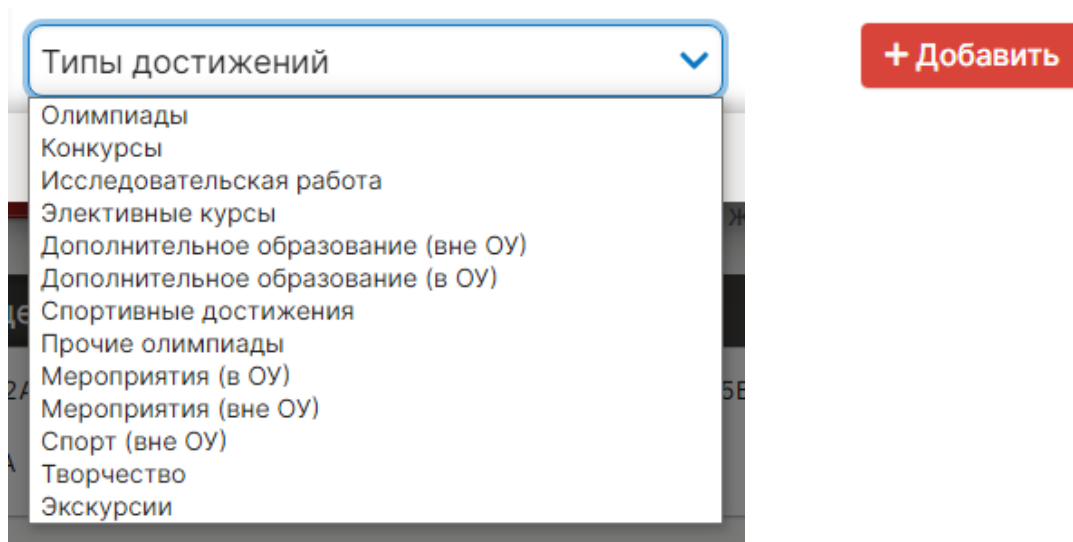 Типы достижений
+ Добавить
Олимпиады
Конкурсы
Исследовательская работа
Элективные курсы
Дополнительное образование (вне ОУ)
Дополнительное образование (в ОУ)
Спортивные достижения
Прочие олимпиады
Мероприятия (в ОУ)
Мероприятия (вне ОУ)
Спорт (вне ОУ)
Творчество
Экскурсии